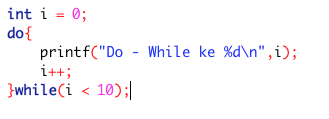 int i = 0;
do{
    printf("Do - While ke %d\n",i);
    i++;
}while(i < 10);